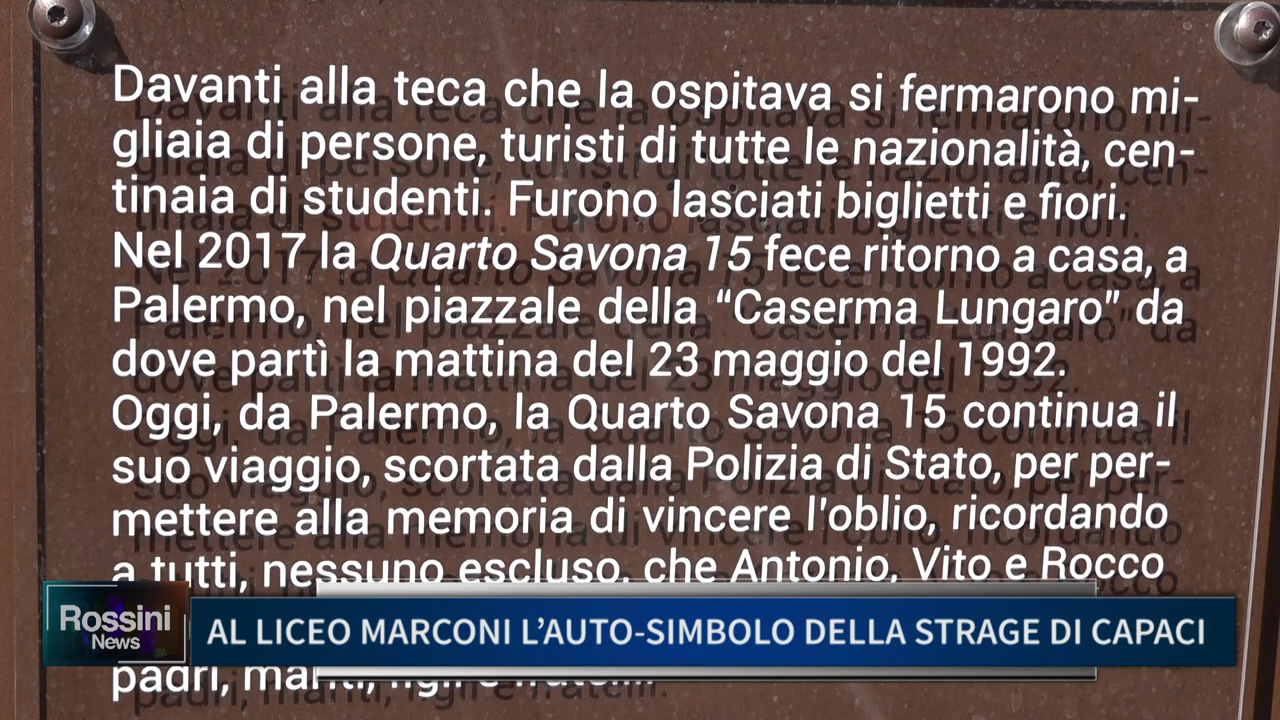 Davanti alla teca che la ospitava si fermarono mi-
gliaia di persone, turisti di tutte le nazionalità, cen-
tinaia di studenti. Furono lasciati biglietti e fiori.
Nel 2017 la Quarto Savona 15 fece ritorno a casa, a
Palermo, nel piazzale della “Caserma Lungaro” da
dove partì la mattina del 23 maggio del 1992.
Oggi, da Palermo, la Quarto Savona 15 continua il
suo viaggio, scortata dalla Polizia di Stato, per per-
mettere alla memoria di vincere l'oblio, ricordando
a tutti, nessuno escluso, che Antonio, Vito e Rocco
Rossini
News
AL LICEO MARCONI L’AUTO-SIMBOLO DELLA STRAGE DI CAPACI
padri,